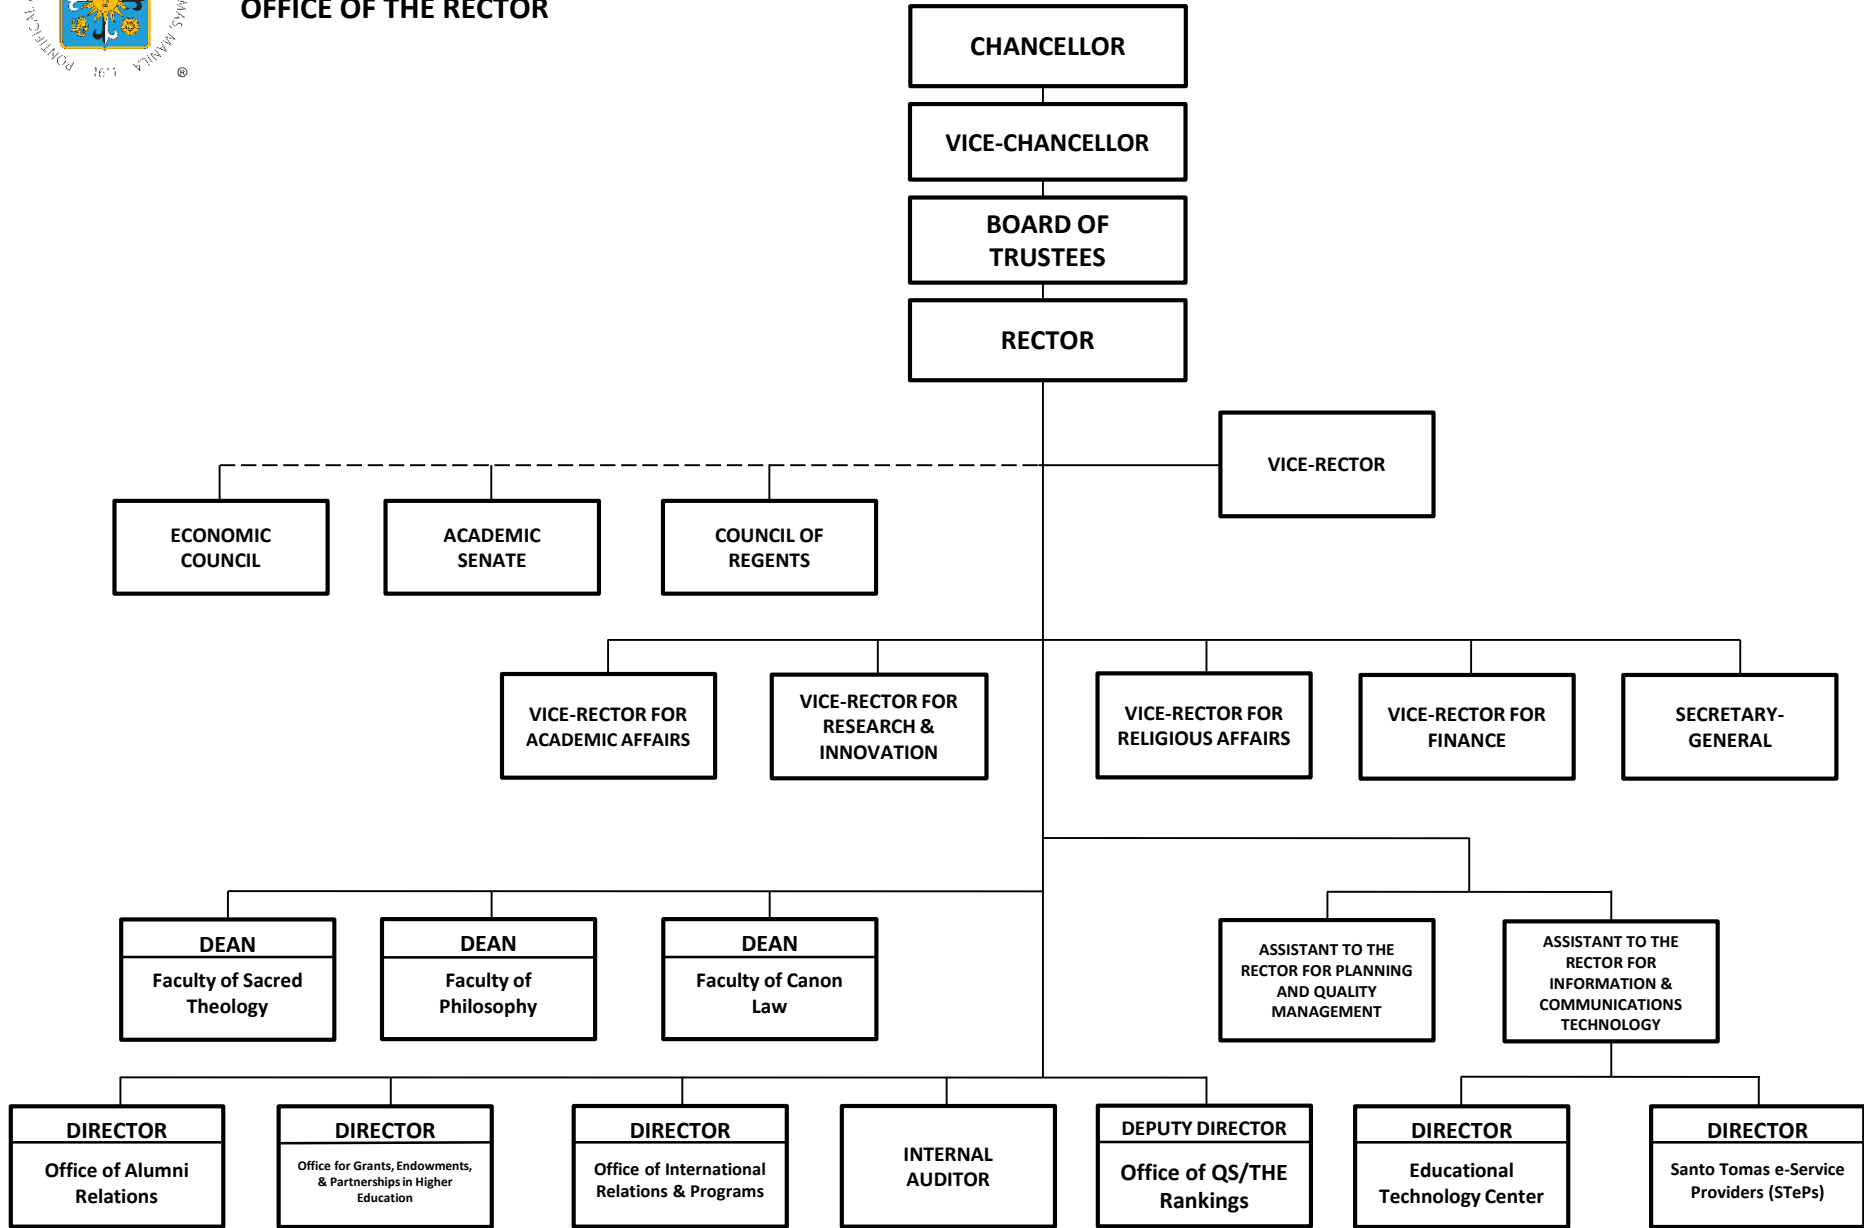 OFFICE OF THE RECTOR
PONTIFICAL
MAS, MANILA
1611
®
CHANCELLOR
VICE-CHANCELLOR
BOARD OF
TRUSTEES
RECTOR
VICE-RECTOR
ECONOMIC
COUNCIL
ACADEMIC
SENATE
COUNCIL OF
REGENTS
VICE-RECTOR FOR
ACADEMIC AFFAIRS
VICE-RECTOR FOR
RESEARCH &
INNOVATION
VICE-RECTOR FOR
RELIGIOUS AFFAIRS
VICE-RECTOR FOR
FINANCE
SECRETARY-
GENERAL
DEAN
Faculty of Sacred
Theology
DEAN
Faculty of
Philosophy
DEAN
Faculty of Canon
Law
ASSISTANT TO THE
RECTOR FOR PLANNING
AND QUALITY
MANAGEMENT
ASSISTANT TO THE
RECTOR FOR
INFORMATION &
COMMUNICATIONS
TECHNOLOGY
DIRECTOR
Office of Alumni
Relations
DIRECTOR
Office for Grants, Endowments,
& Partnerships in Higher
Education
DIRECTOR
Office of International
Relations & Programs
INTERNAL
AUDITOR
DEPUTY DIRECTOR
Office of QS/THE
Rankings
DIRECTOR
Educational
Technology Center
DIRECTOR
Santo Tomas e-Service
Providers (STePs)